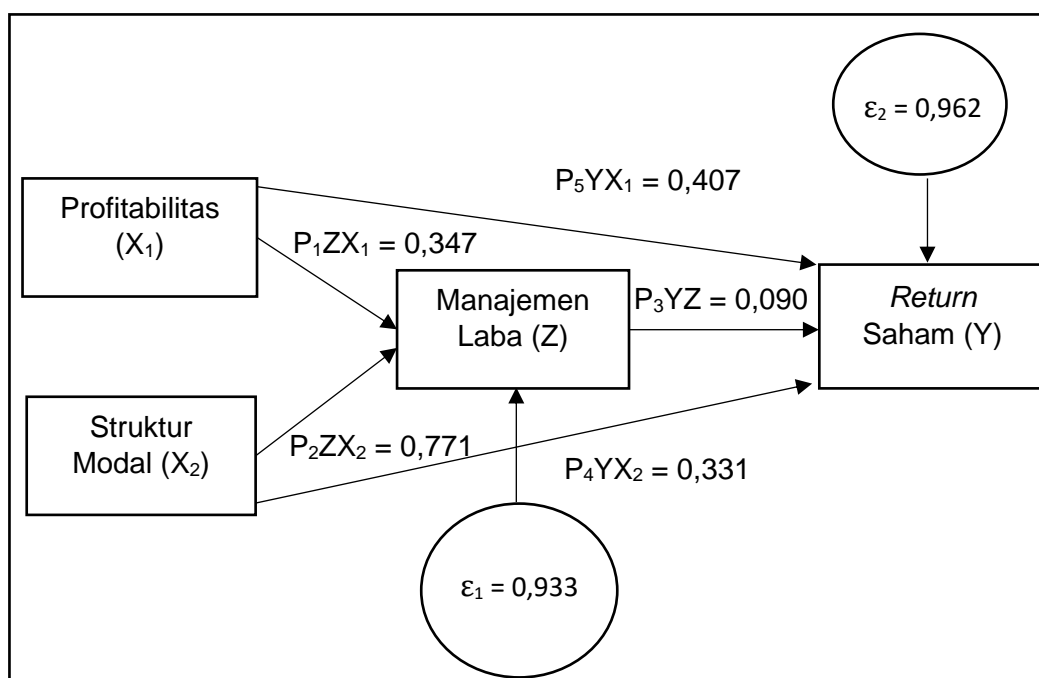 ε₂ = 0,962
P₅YX₁ = 0,407
Profitabilitas
(X₁)
P₁ZX₁ = 0,347
Manajemen
Laba (Z)
P₃YZ = 0,090
Return
Saham (Y)
Struktur
Modal (X₂)
P₂ZX₂ = 0,771
P₄YX₂ = 0,331
ε₁ = 0,933